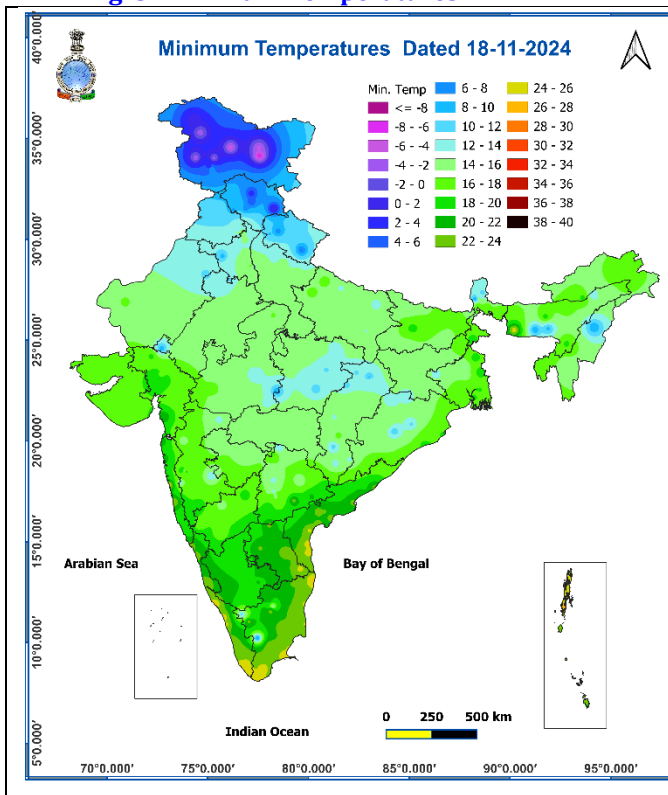 Minimum Temperatures Dated 18-11-2024
Min. Temp
<= -8
-8 - -6
-6 - -4
-4 - -2
-2 - 0
0 - 2
2 - 4
4 - 6
6 - 8
8 - 10
10 - 12
12 - 14
14 - 16
16 - 18
18 - 20
20 - 22
22 - 24
24 - 26
26 - 28
28 - 30
30 - 32
32 - 34
34 - 36
36 - 38
38 - 40
40°0.000'
35°0.000'
30°0.000'
25°0.000'
20°0.000'
15°0.000'
10°0.000'
5°0.000'
Arabian Sea
Bay of Bengal
Indian Ocean
0 250 500 km
70°0.000' 75°0.000' 80°0.000' 85°0.000' 90°0.000' 95°0.000'